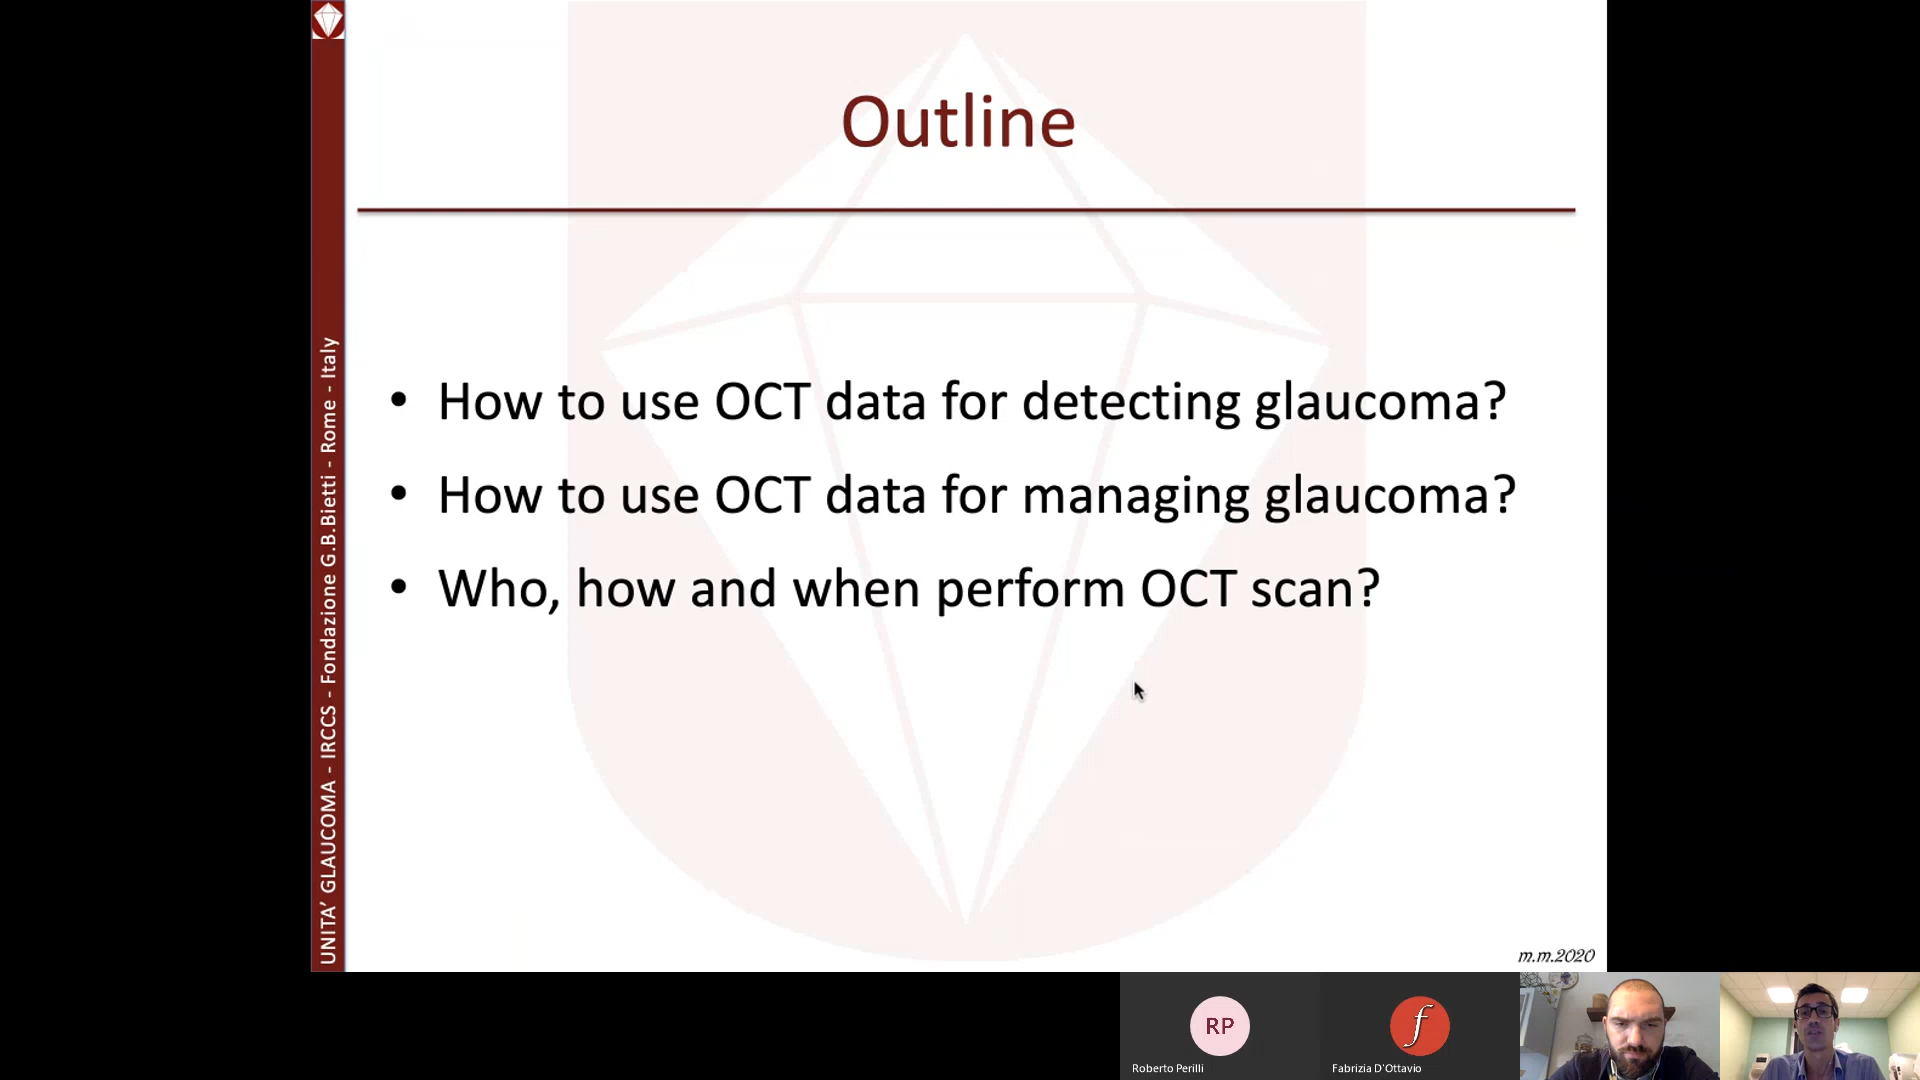 Outline
UNITA’ GLAUCOMA - IRCCS - Fondazione G.B.Bietti - Rome - Italy
• How to use OCT data for detecting glaucoma?
• How to use OCT data for managing glaucoma?
• Who, how and when perform OCT scan?
m.m.2020
RP
f
Roberto Perilli
Fabrizia D'Ottavio